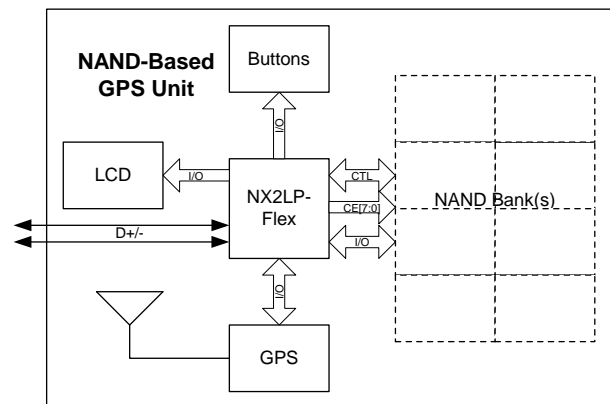 NAND-Based
GPS Unit
Buttons
I/O
LCD
I/O
NX2LP-
Flex
CTL
CE[7:0]
I/O
NAND Bank(s)
D+/-
I/O
GPS